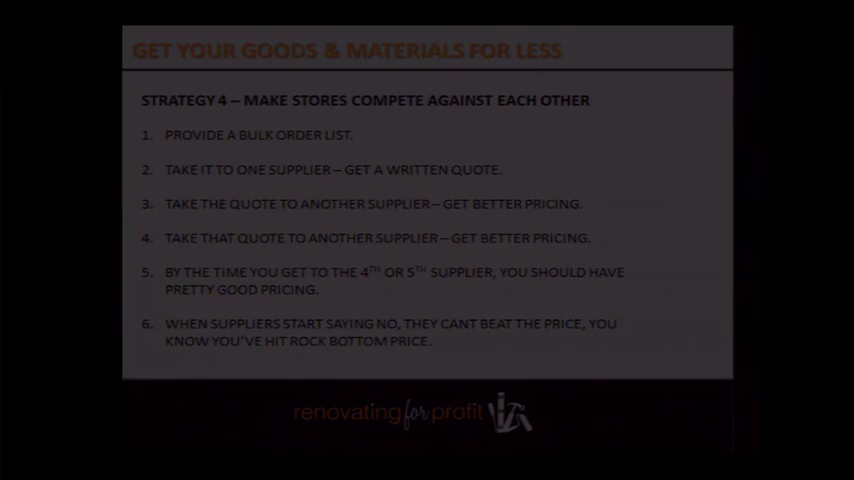 GET YOUR GOODS & MATERIALS FOR LESS
STRATEGY 4 – MAKE STORES COMPETE AGAINST EACH OTHER
1. PROVIDE A BULK ORDER LIST.
2. TAKE IT TO ONE SUPPLIER – GET A WRITTEN QUOTE.
3. TAKE THE QUOTE TO ANOTHER SUPPLIER – GET BETTER PRICING.
4. TAKE THAT QUOTE TO ANOTHER SUPPLIER – GET BETTER PRICING.
5. BY THE TIME YOU GET TO THE 4TH OR 5TH SUPPLIER, YOU SHOULD HAVE
PRETTY GOOD PRICING.
6. WHEN SUPPLIERS START SAYING NO, THEY CANT BEAT THE PRICE, YOU
KNOW YOU'VE HIT ROCK BOTTOM PRICE.
renovating for profit